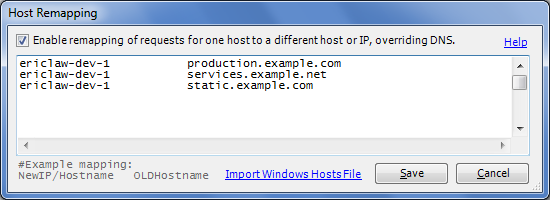 Host Remapping
Enable remapping of requests for one host to a different host or IP, overriding DNS.
Help
ericlaw-dev-1 production.example.com
ericlaw-dev-1 services.example.net
ericlaw-dev-1 static.example.com
#Example mapping:
NewIP/Hostname OLDHostname
Import Windows Hosts File
Save
Cancel